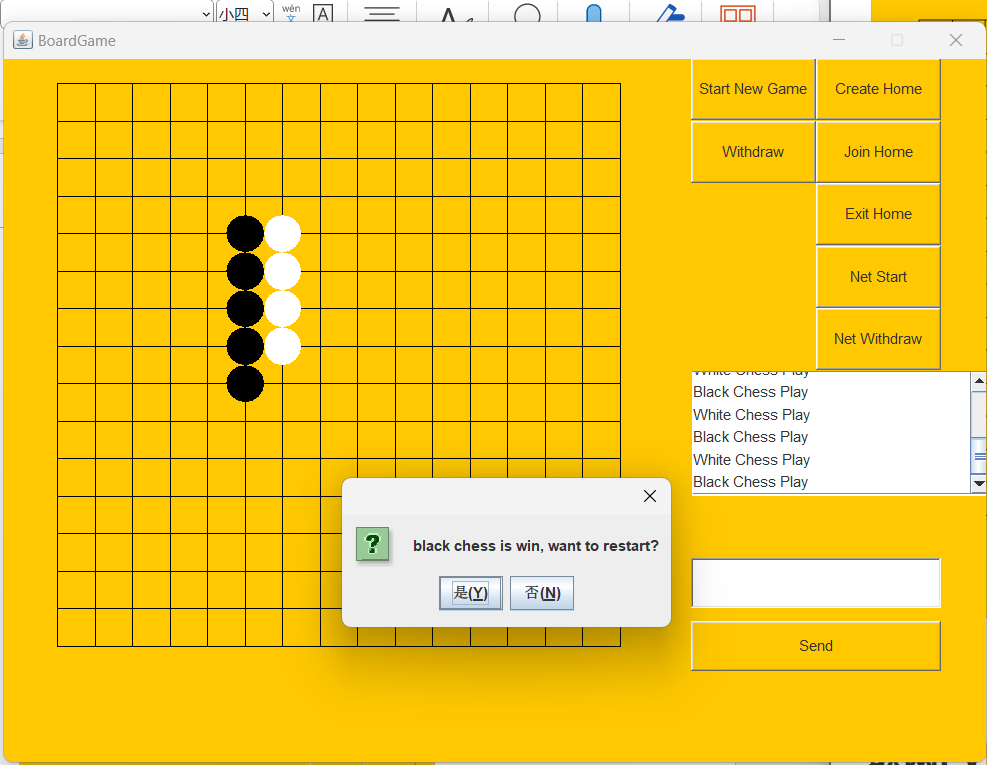 小四 wén A
BoardGame
Start New Game Create Home
Withdraw Join Home
Exit Home
Net Start
Net Withdraw
White Chess Play
Black Chess Play
White Chess Play
Black Chess Play
White Chess Play
Black Chess Play
black chess is win, want to restart?
是(Y) 否(N)
Send